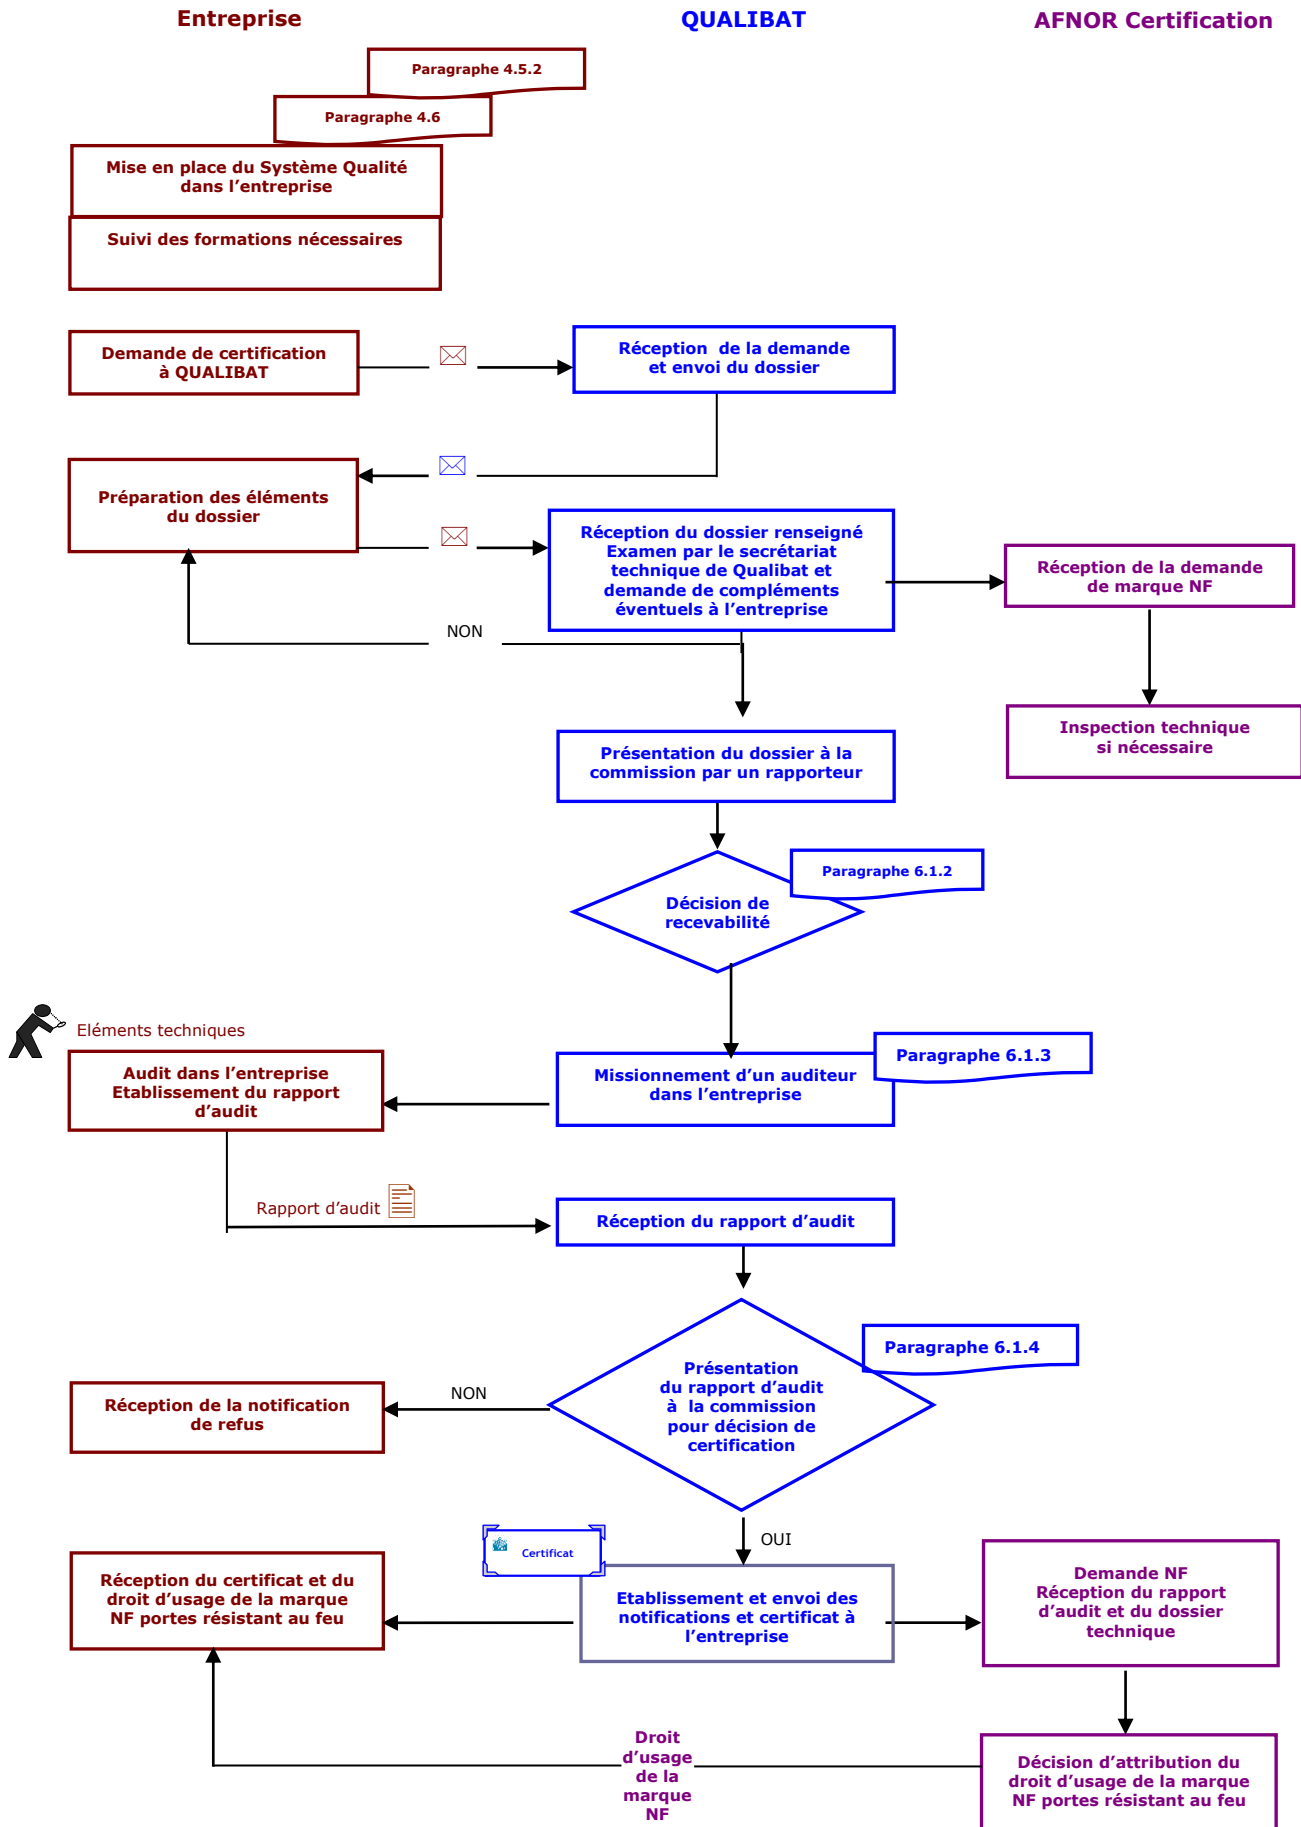 Entreprise
QUALIBAT
AFNOR Certification
Paragraphe 4.5.2
Paragraphe 4.6
Mise en place du Système Qualité
dans l'entreprise
Suivi des formations nécessaires
Demande de certification
à QUALIBAT
Réception de la demande
et envoi du dossier
Préparation des éléments
du dossier
Réception du dossier renseigné
Examen par le secrétariat
technique de Qualibat et
demande de compléments
éventuels à l'entreprise
Réception de la demande
de marque NF
NON
Inspection technique
si nécessaire
Présentation du dossier à la
commission par un rapporteur
Paragraphe 6.1.2
Décision de
recevabilité
Eléments techniques
Audit dans l'entreprise
Etablissement du rapport
d'audit
Missionnement d'un auditeur
dans l'entreprise
Paragraphe 6.1.3
Rapport d'audit
Réception du rapport d'audit
Paragraphe 6.1.4
Présentation
du rapport d'audit
à la commission
pour décision de
certification
NON
Réception de la notification
de refus
OUI
Certificat
Réception du certificat et du
droit d'usage de la marque
NF portes résistant au feu
Etablissement et envoi des
notifications et certificat à
l'entreprise
Demande NF
Réception du rapport
d'audit et du dossier
technique
Droit
d'usage
de la
marque
NF
Décision d'attribution du
droit d'usage de la marque
NF portes résistant au feu